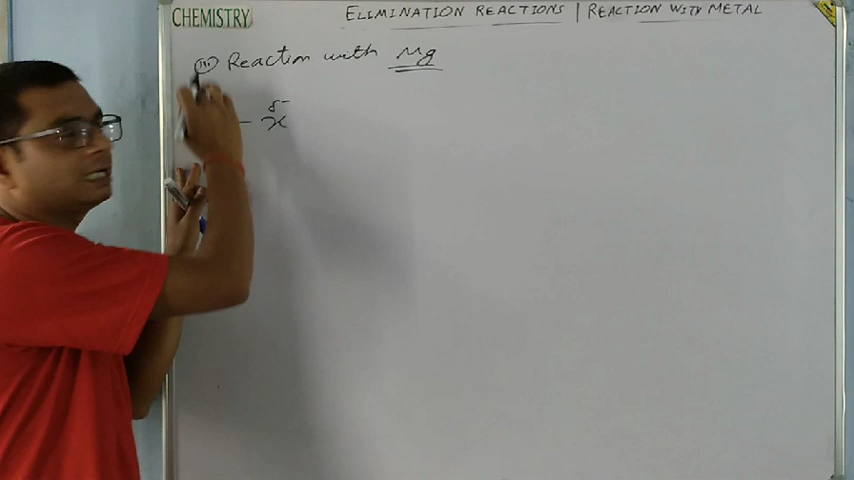 CHEMISTRY
ELIMINATION REACTIONS | REACTION WITH METAL
(iii) Reaction with Mg
δ-
– X